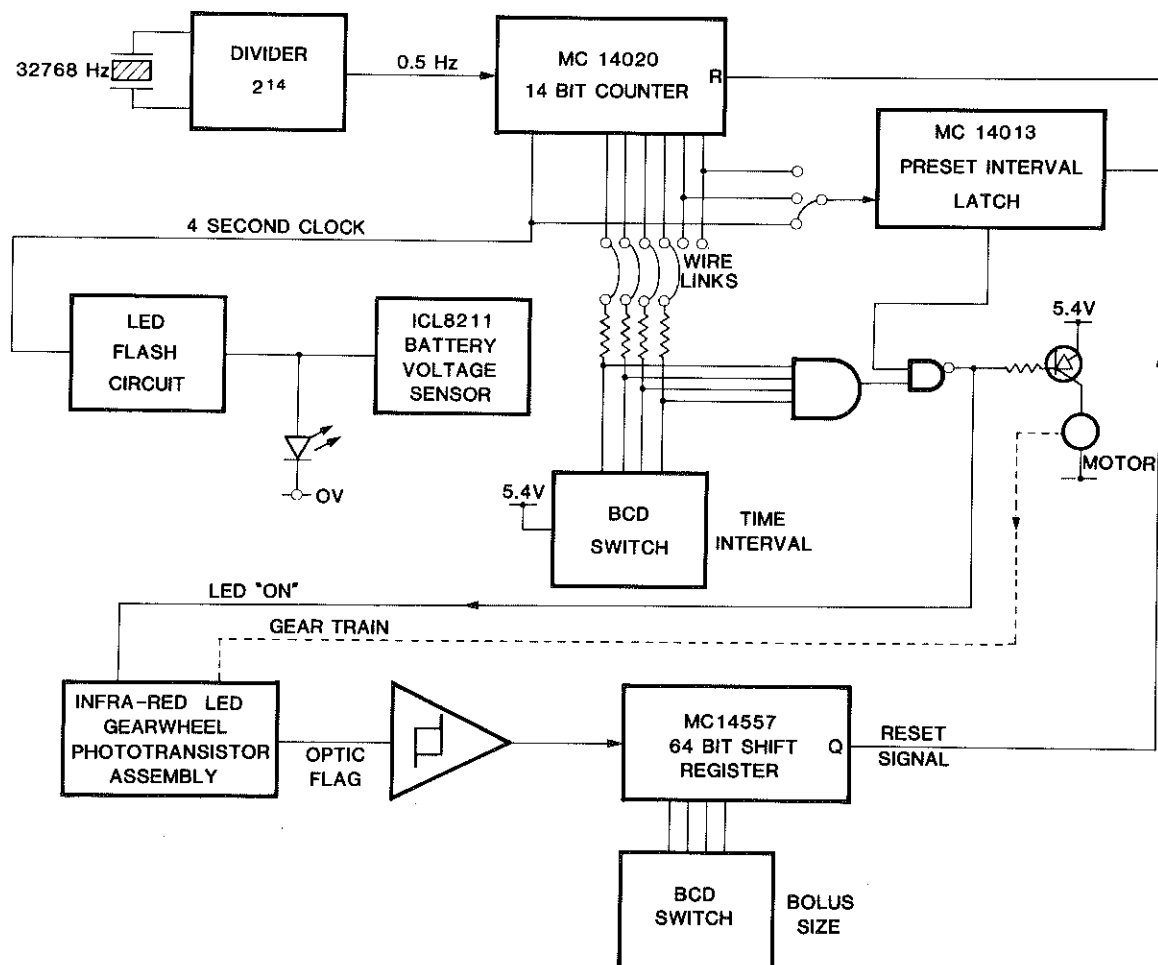 32768 Hz
DIVIDER
2¹⁴
0.5 Hz
MC 14020
14 BIT COUNTER
R
MC 14013
PRESET INTERVAL
LATCH
4 SECOND CLOCK
WIRE
LINKS
LED
FLASH
CIRCUIT
ICL8211
BATTERY
VOLTAGE
SENSOR
5.4V
MOTOR
0V
5.4V
BCD
SWITCH
TIME
INTERVAL
LED "ON"
GEAR TRAIN
INFRA-RED LED
GEARWHEEL
PHOTOTRANSISTOR
ASSEMBLY
OPTIC
FLAG
MC14557
64 BIT SHIFT
REGISTER
Q
RESET
SIGNAL
BCD
SWITCH
BOLUS
SIZE